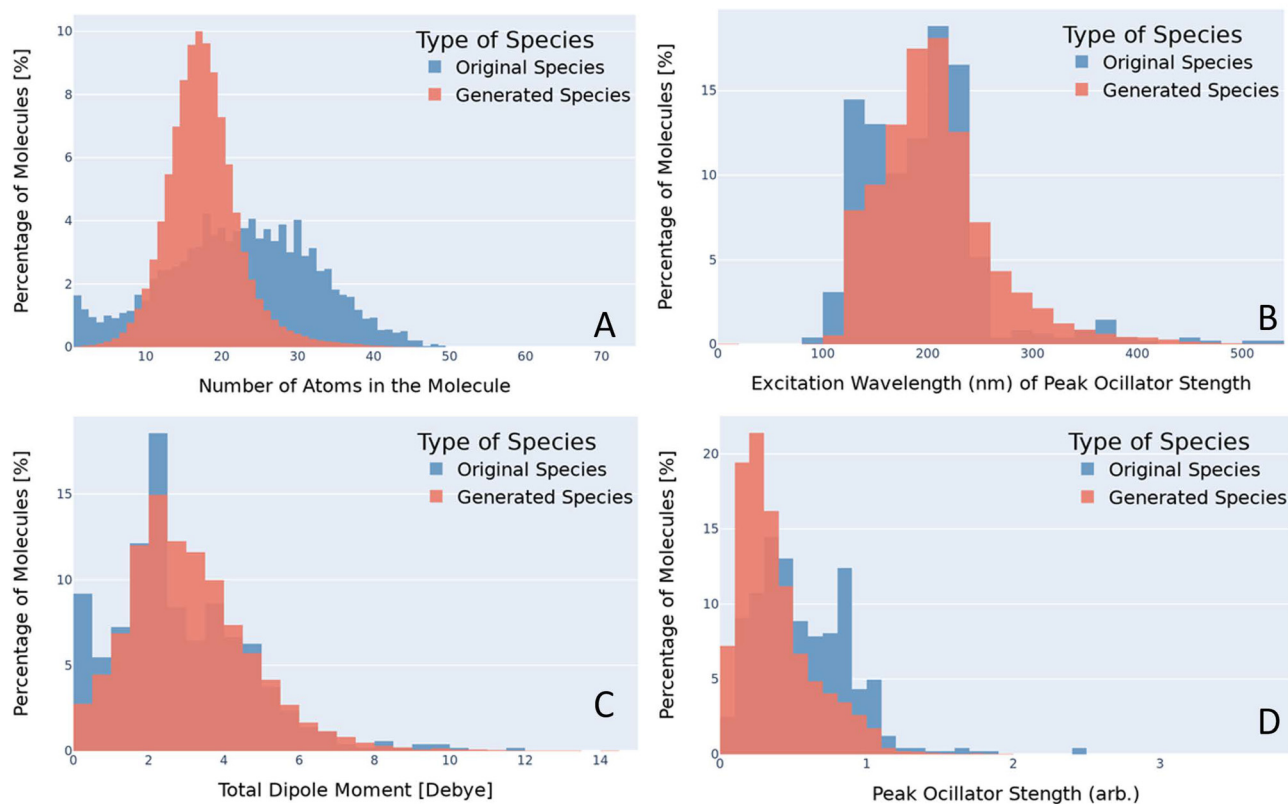 Type of Species
Original Species
Generated Species
Percentage of Molecules [%]
10
8
6
4
2
0
10
20
30
40
50
60
70
Number of Atoms in the Molecule
A
Type of Species
Original Species
Generated Species
Percentage of Molecules [%]
15
10
5
0
0
100
200
300
400
500
Excitation Wavelength (nm) of Peak Ocillator Stength
B
Type of Species
Original Species
Generated Species
Percentage of Molecules [%]
15
10
5
0
0
2
4
6
8
10
12
14
Total Dipole Moment [Debye]
C
Type of Species
Original Species
Generated Species
Percentage of Molecules [%]
20
15
10
5
0
0
1
2
3
Peak Ocillator Stength (arb.)
D